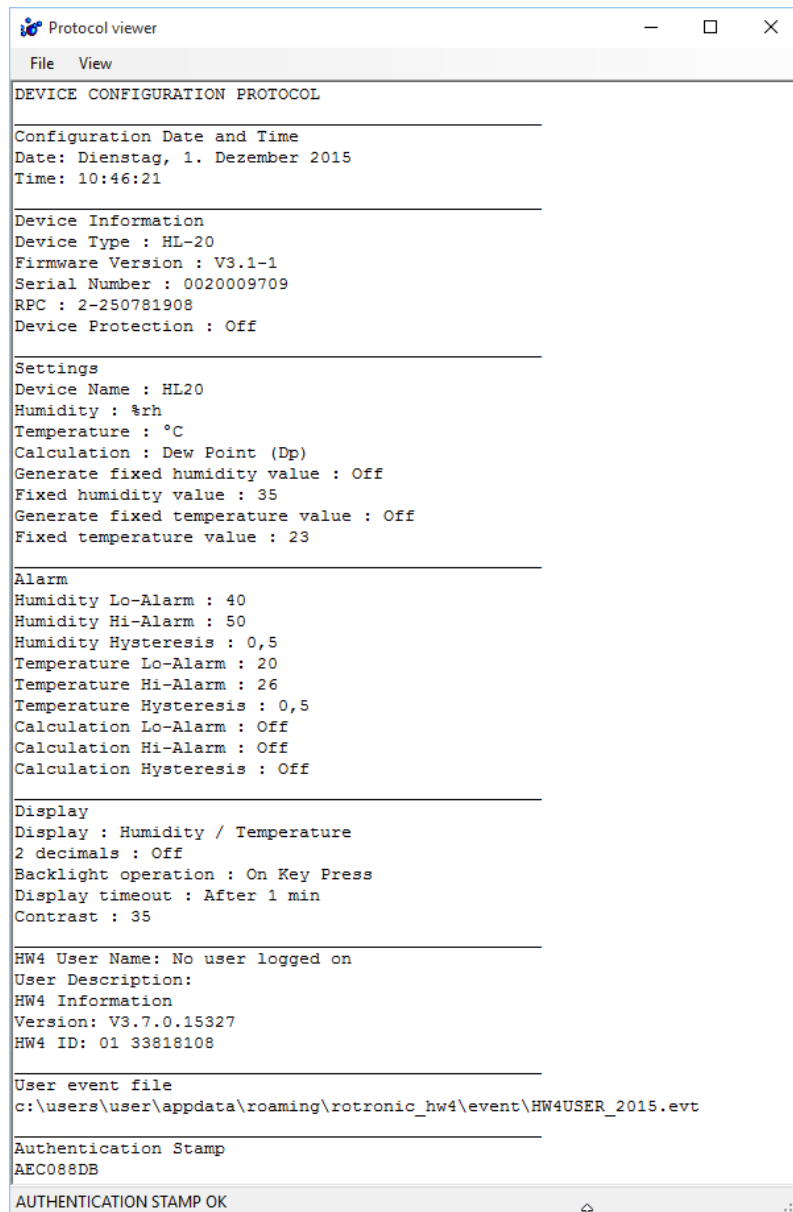 Protocol viewer
File View
DEVICE CONFIGURATION PROTOCOL
Configuration Date and Time
Date: Dienstag, 1. Dezember 2015
Time: 10:46:21
Device Information
Device Type : HL-20
Firmware Version : V3.1-1
Serial Number : 0020009709
RPC : 2-250781908
Device Protection : Off
Settings
Device Name : HL20
Humidity : %rh
Temperature : °C
Calculation : Dew Point (Dp)
Generate fixed humidity value : Off
Fixed humidity value : 35
Generate fixed temperature value : Off
Fixed temperature value : 23
Alarm
Humidity Lo-Alarm : 40
Humidity Hi-Alarm : 50
Humidity Hysteresis : 0,5
Temperature Lo-Alarm : 20
Temperature Hi-Alarm : 26
Temperature Hysteresis : 0,5
Calculation Lo-Alarm : Off
Calculation Hi-Alarm : Off
Calculation Hysteresis : Off
Display
Display : Humidity / Temperature
2 decimals : Off
Backlight operation : On Key Press
Display timeout : After 1 min
Contrast : 35
HW4 User Name: No user logged on
User Description:
HW4 Information
Version: V3.7.0.15327
HW4 ID: 01 33818108
User event file
c:\users\user\appdata\roaming\rotronic_hw4\event\HW4USER_2015.evt
Authentication Stamp
AEC088DB
AUTHENTICATION STAMP OK